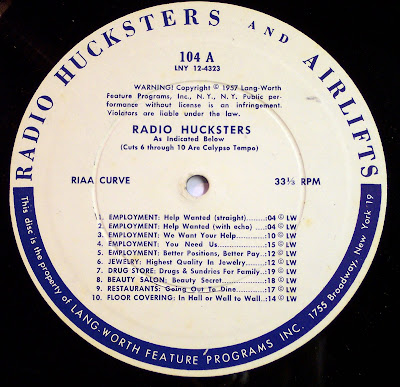 RADIO HUCKSTERS AND AIRLIFTS
104 A
LNY 12-4323
WARNING! Copyright © 1957 Lang-Worth
Feature Programs, Inc., N. Y., N. Y. Public per-
formance without license is an infringement.
Violators are liable under the law.
RADIO HUCKSTERS
As Indicated Below
(Cuts 6 through 10 Are Calypso Tempo)
RIAA CURVE 33⅓ RPM
1. EMPLOYMENT: Help Wanted (straight).....:04 © LW
2. EMPLOYMENT: Help Wanted (with echo) ....:04 © LW
3. EMPLOYMENT: We Want Your Help.........:10 © LW
4. EMPLOYMENT: You Need Us...............:15 © LW
5. EMPLOYMENT: Better Positions, Better Pay..:12 © LW
6. JEWELRY: Highest Quality In Jewelry......:12 © LW
7. DRUG STORE: Drugs & Sundries For Family..:19 © LW
8. BEAUTY SALON: Beauty Secret............:18 © LW
9. RESTAURANTS: Going Out To Dine.........:17 © LW
10. FLOOR COVERING: In Hall or Wall to Wall..:14 © LW
This disc is the property of LANG-WORTH FEATURE PROGRAMS INC. 1755 Broadway, New York 19